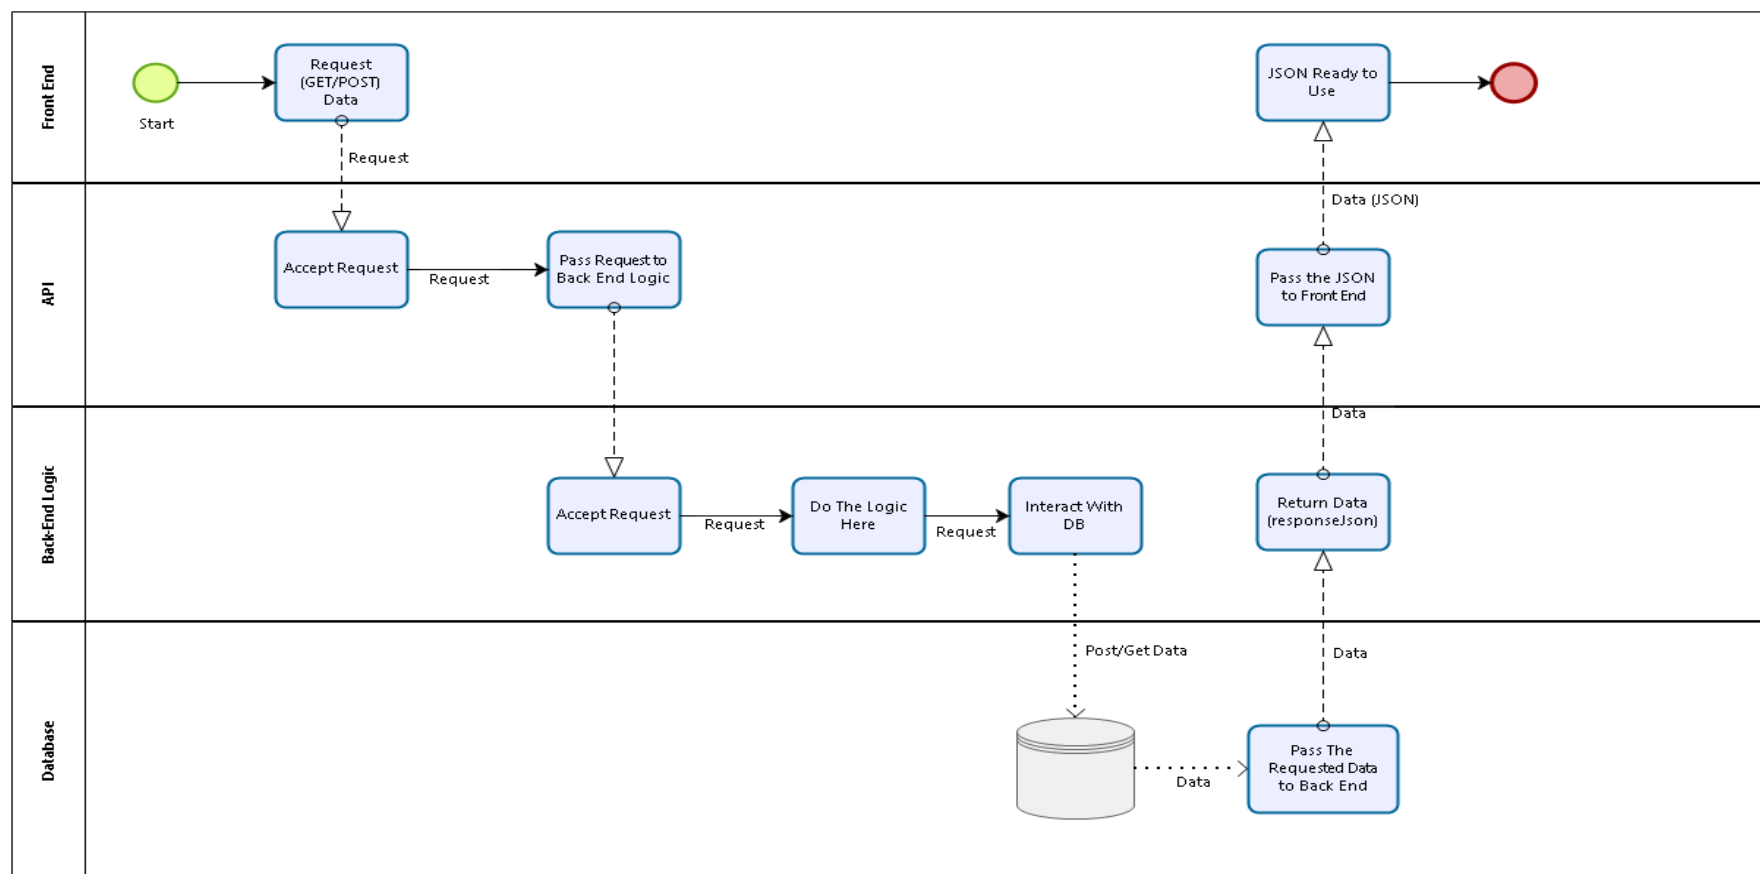 Front End
Start
Request
(GET/POST)
Data
Request
JSON Ready to
Use
API
Accept Request
Request
Pass Request to
Back End Logic
Data (JSON)
Pass the JSON
to Front End
Data
Back-End Logic
Accept Request
Request
Do The Logic
Here
Request
Interact With
DB
Return Data
(responseJson)
Database
Post/Get Data
Data
Data
Pass The
Requested Data
to Back End